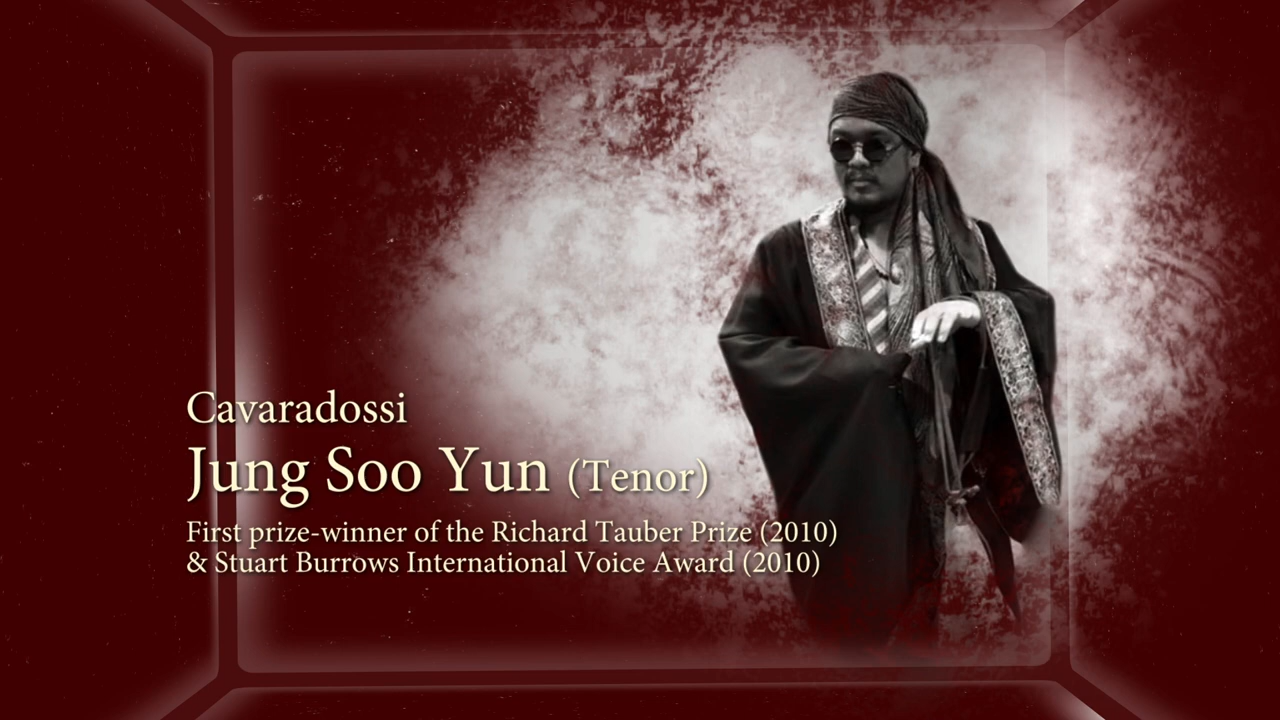 Cavaradossi
Jung Soo Yun (Tenor)
First prize-winner of the Richard Tauber Prize (2010)
& Stuart Burrows International Voice Award (2010)